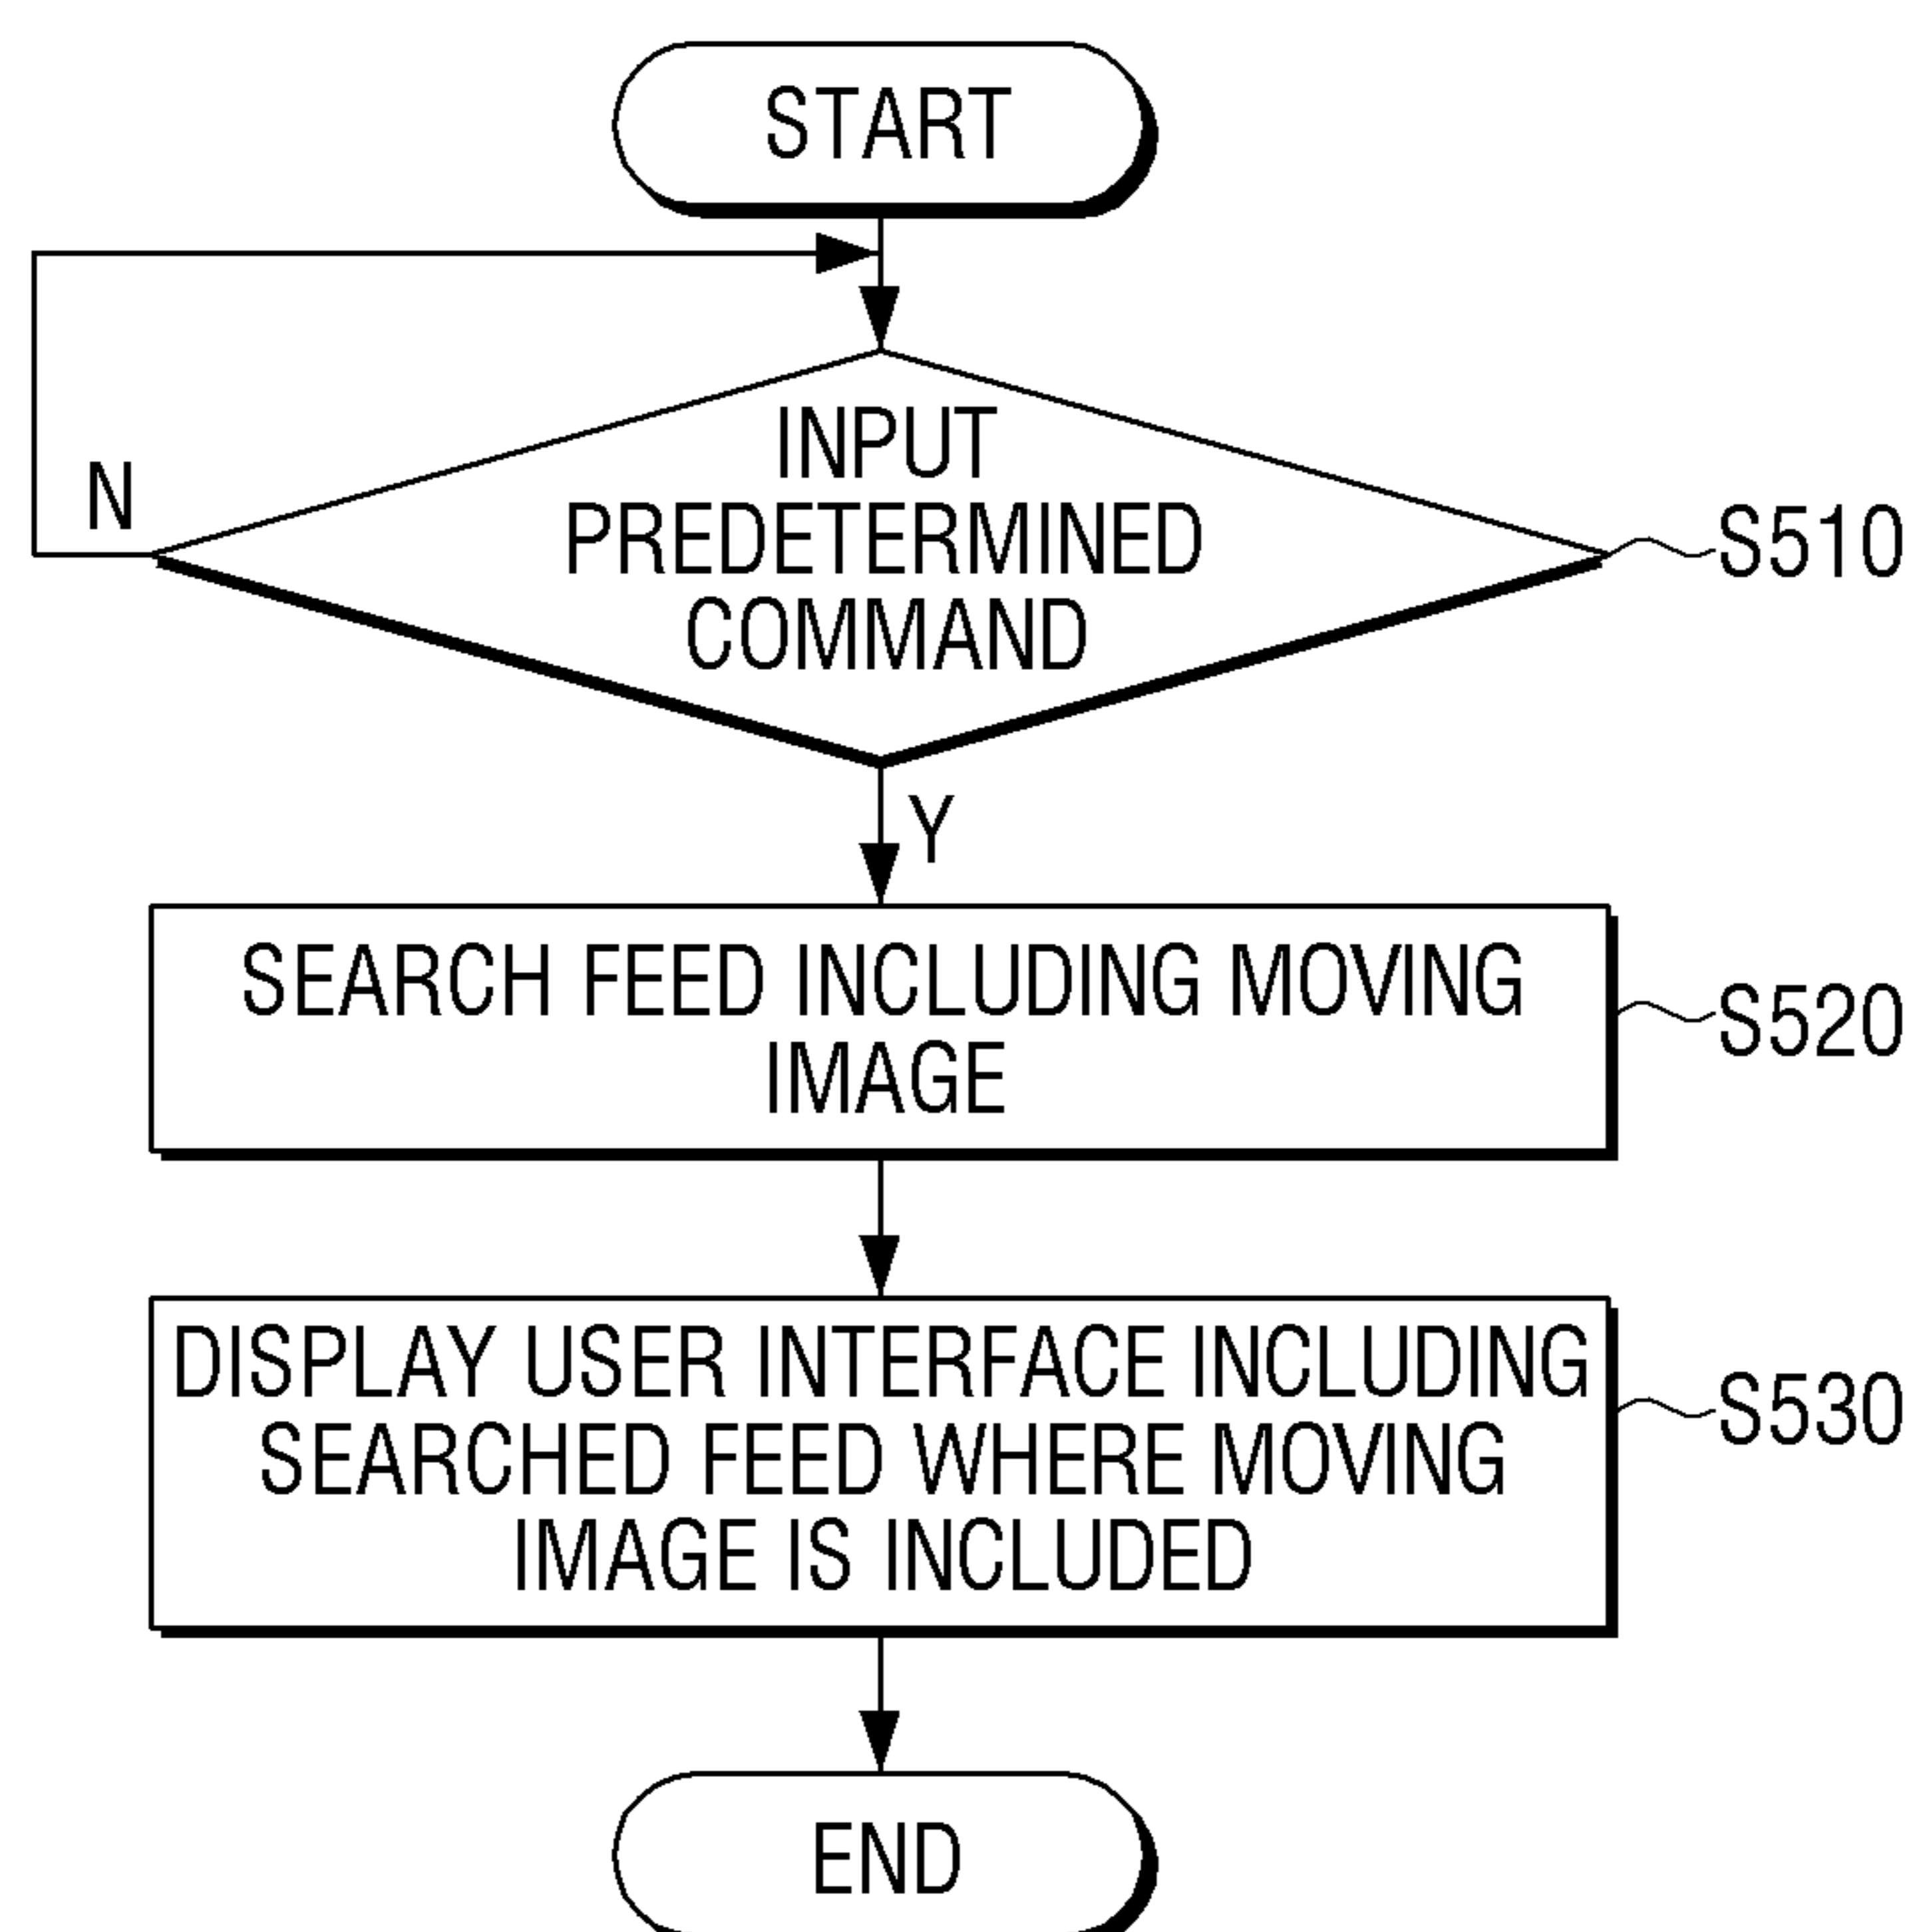 START
INPUT
PREDETERMINED
COMMAND
N
S510
Y
SEARCH FEED INCLUDING MOVING
IMAGE
S520
DISPLAY USER INTERFACE INCLUDING
SEARCHED FEED WHERE MOVING
IMAGE IS INCLUDED
S530
END